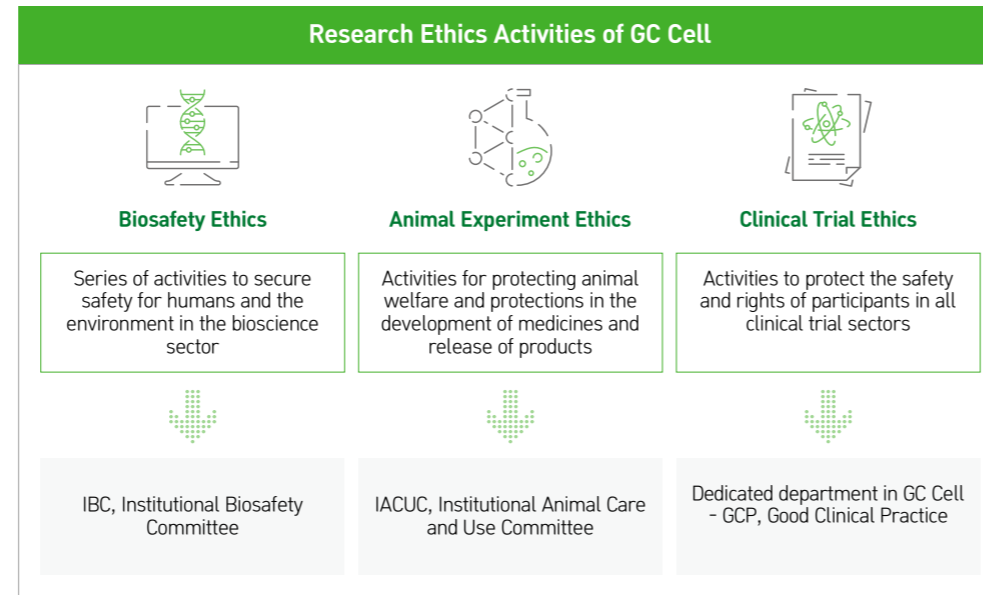 Research Ethics Activities of GC Cell
Biosafety Ethics
Series of activities to secure
safety for humans and the
environment in the bioscience
sector
IBC, Institutional Biosafety
Committee
Animal Experiment Ethics
Activities for protecting animal
welfare and protections in the
development of medicines and
release of products
IACUC, Institutional Animal Care
and Use Committee
Clinical Trial Ethics
Activities to protect the safety
and rights of participants in all
clinical trial sectors
Dedicated department in GC Cell
- GCP, Good Clinical Practice